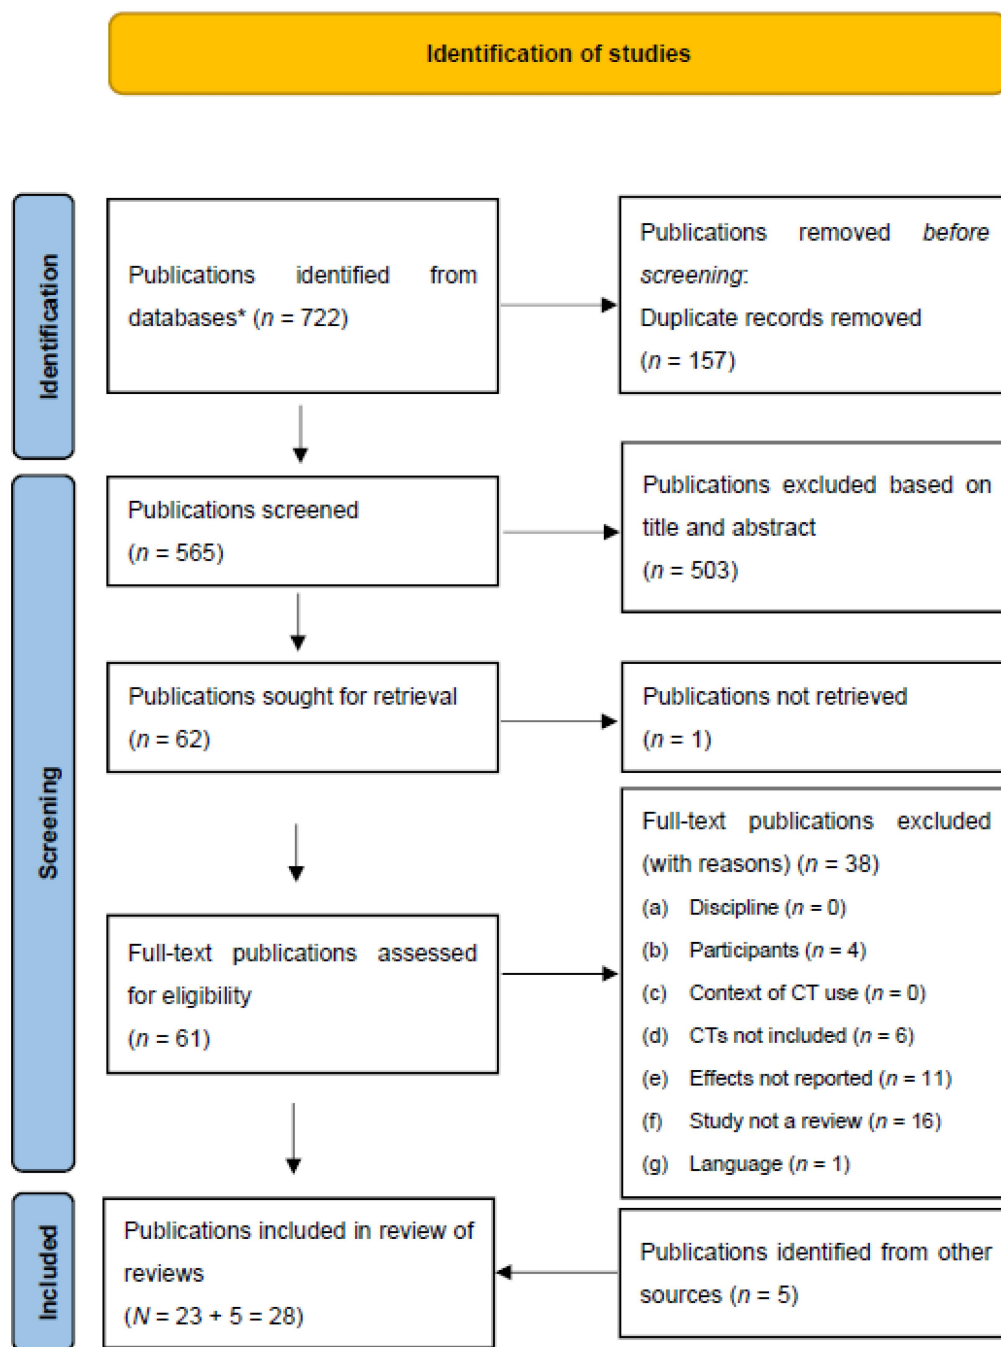 Identification of studies
Identification
Publications identified from
databases* (n = 722)
Publications removed before
screening:
Duplicate records removed
(n = 157)
Screening
Publications screened
(n = 565)
Publications excluded based on
title and abstract
(n = 503)
Publications sought for retrieval
(n = 62)
Publications not retrieved
(n = 1)
Full-text publications assessed
for eligibility
(n = 61)
Full-text publications excluded
(with reasons) (n = 38)
(a) Discipline (n = 0)
(b) Participants (n = 4)
(c) Context of CT use (n = 0)
(d) CTs not included (n = 6)
(e) Effects not reported (n = 11)
(f) Study not a review (n = 16)
(g) Language (n = 1)
Included
Publications included in review of
reviews
(N = 23 + 5 = 28)
Publications identified from other
sources (n = 5)